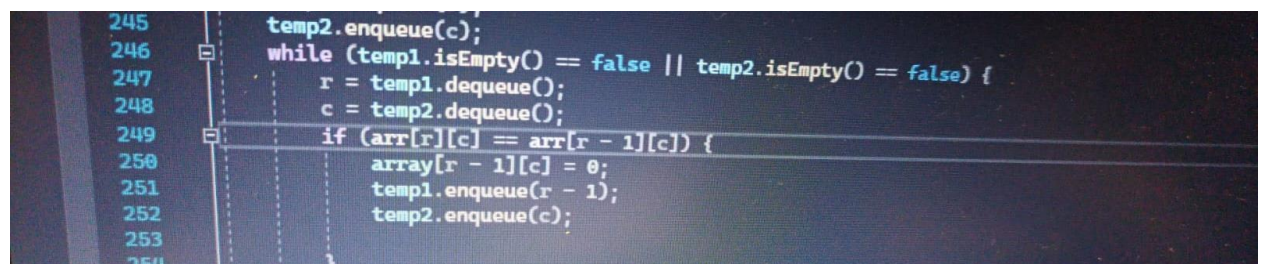 245 temp2.enqueue(c);
246 while (temp1.isEmpty() == false || temp2.isEmpty() == false) {
247 r = temp1.dequeue();
248 c = temp2.dequeue();
249 if (arr[r][c] == arr[r - 1][c]) {
250 array[r - 1][c] = 0;
251 temp1.enqueue(r - 1);
252 temp2.enqueue(c);
253
254 }